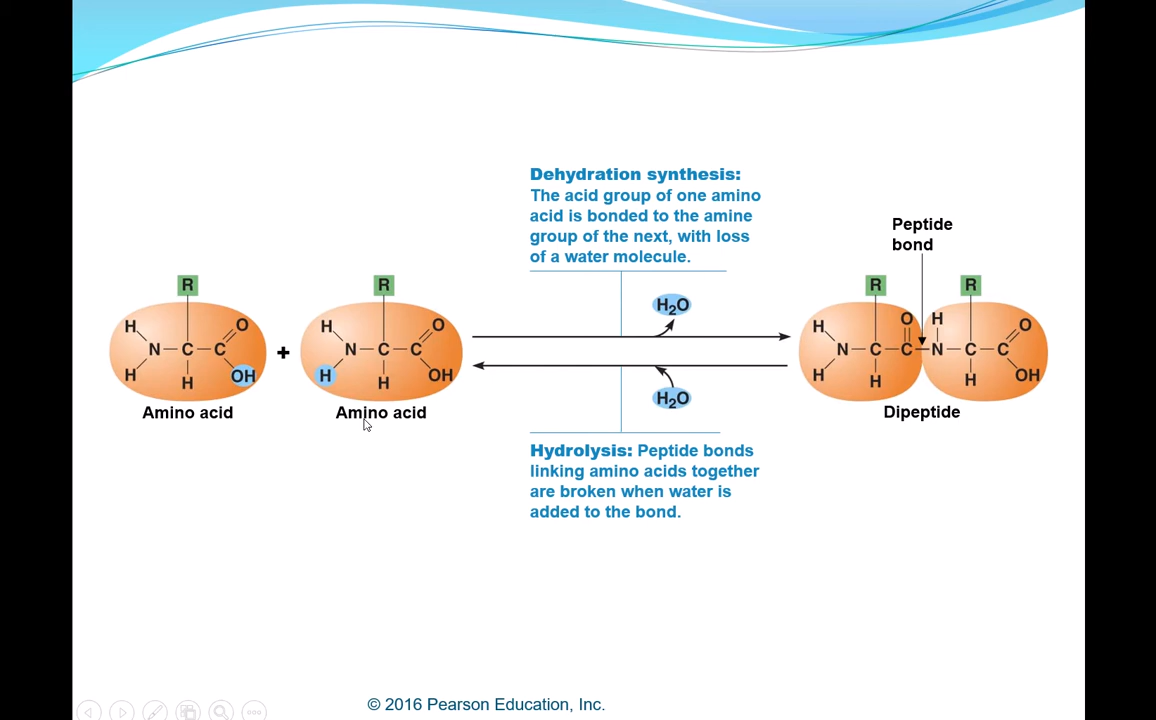 Dehydration synthesis:
The acid group of one amino
acid is bonded to the amine
group of the next, with loss
of a water molecule.
Peptide
bond
R
R
H₂O
R
R
H
O
H
O
H
O
H
O
N
C
C
+
N
C
C
N
C
C
N
C
C
H
H
OH
H
H
OH
H
H
H
OH
H₂O
Amino acid
Amino acid
Dipeptide
Hydrolysis: Peptide bonds
linking amino acids together
are broken when water is
added to the bond.
© 2016 Pearson Education, Inc.